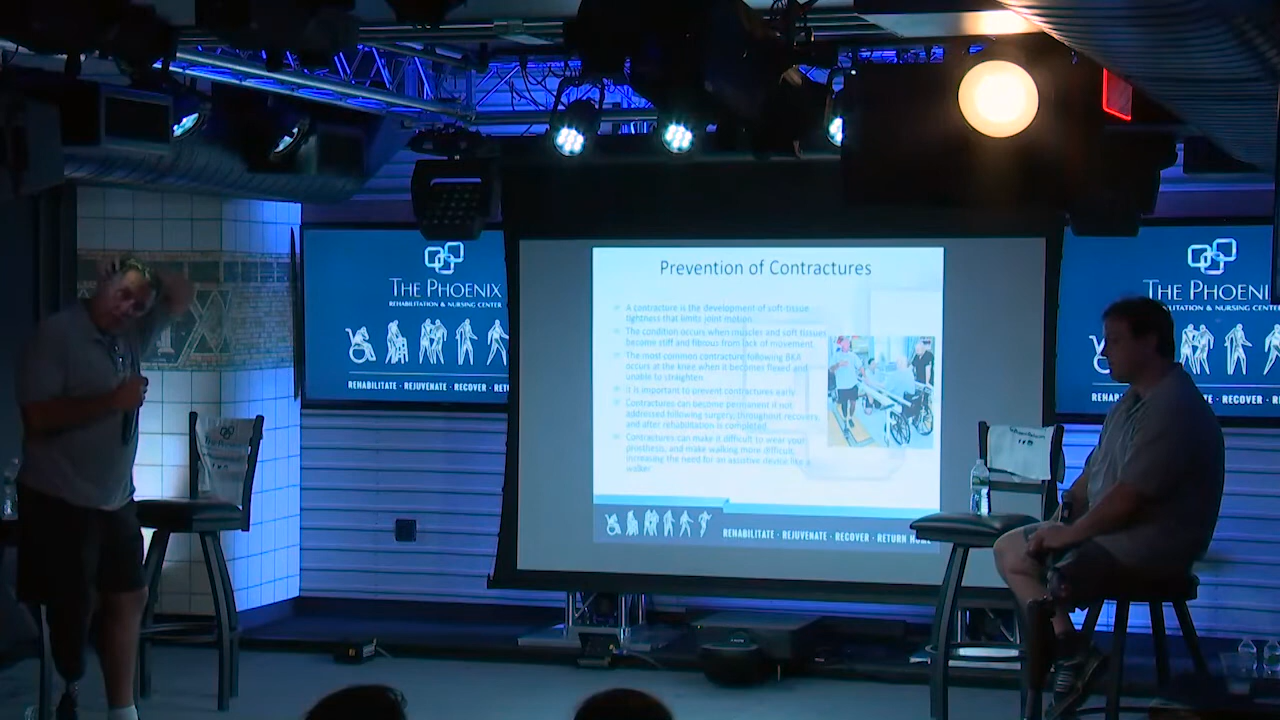 THE PHOENIX
REHABILITATION & NURSING CENTER
REHABILITATE · REJUVENATE · RECOVER ·
Prevention of Contractures
A contracture is the development of soft-tissue
tightness that limits joint motion.
The condition occurs when muscles and soft tissues
become stiff and fibrous from lack of movement.
The most common contracture following BKA
occurs at the knee when it becomes flexed and
unable to straighten.
It is important to prevent contractures early.
Contractures can become permanent if not
addressed following surgery, throughout recovery
and after rehabilitation is completed.
Contractures can make it difficult to wear your
prosthesis, and make walking more difficult,
increasing the need for an assistive device like a
walker.
REHABILITATE · REJUVENATE · RECOVER · RETURN HOME
THE PHOENI
& NURSING CENTER
THE PHOENIX